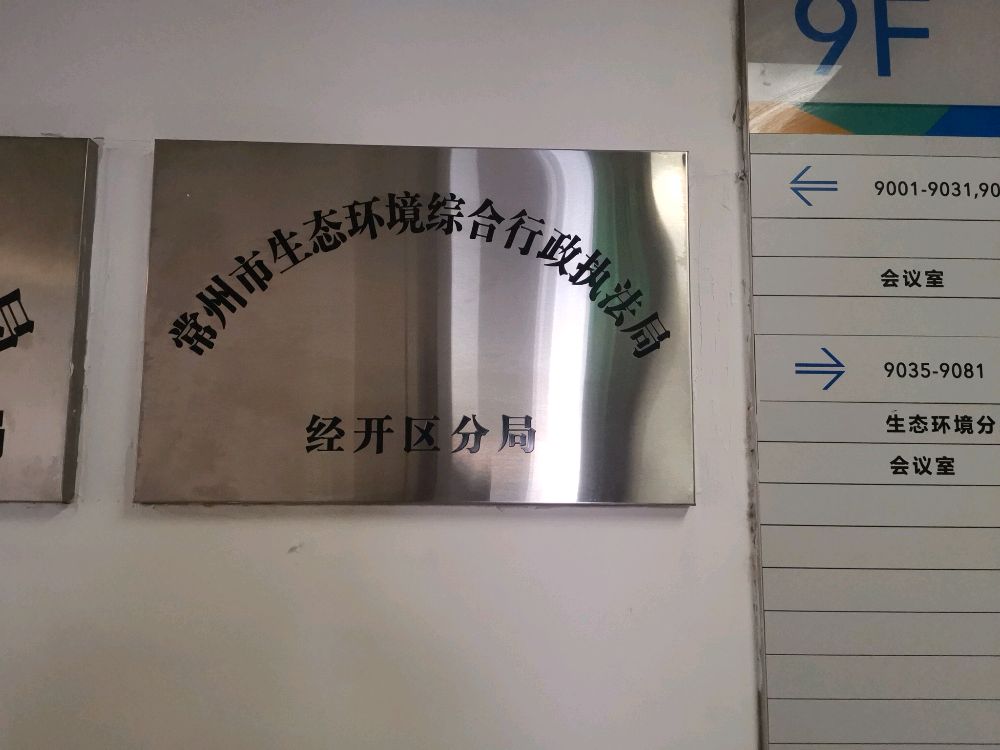 常州市生态环境综合行政执法局
经开区分局
局
9F
9001-9031,90
会议室
9035-9081
生态环境分
会议室